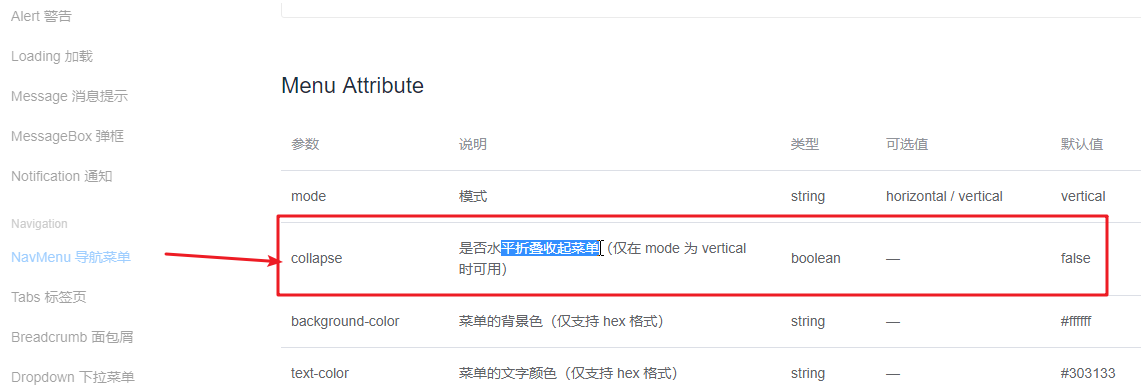 Alert 警告
Loading 加载
Message 消息提示
MessageBox 弹框
Notification 通知
Navigation
NavMenu 导航菜单
Tabs 标签页
Breadcrumb 面包屑
Dropdown 下拉菜单
Menu Attribute
参数 说明 类型 可选值 默认值
mode 模式 string horizontal / vertical vertical
collapse 是否水平折叠收起菜单（仅在 mode 为 vertical boolean — false
时可用）
background-color 菜单的背景色（仅支持 hex 格式） string — #ffffff
text-color 菜单的文字颜色（仅支持 hex 格式） string — #303133